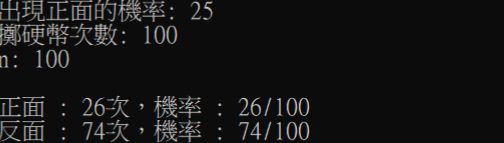 出現正面的機率: 25
擲硬幣次數: 100
m: 100
正面 : 26次，機率 : 26/100
反面 : 74次，機率 : 74/100